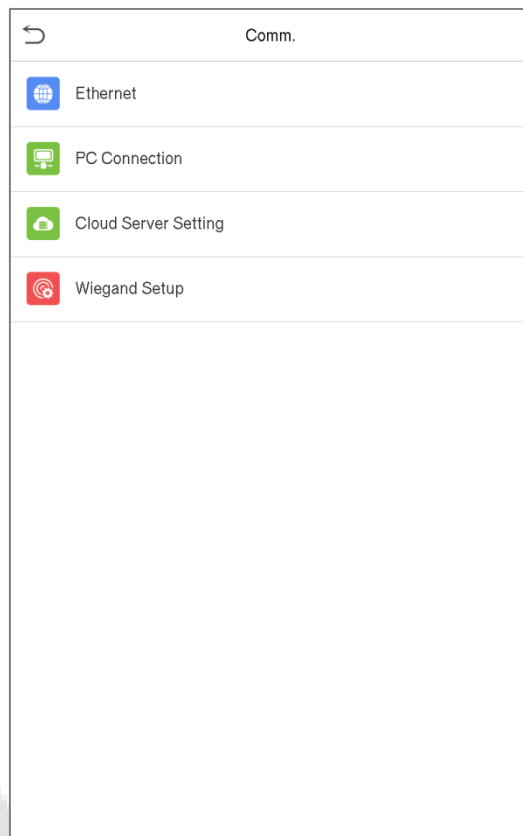 Comm.
Ethernet
PC Connection
Cloud Server Setting
Wiegand Setup